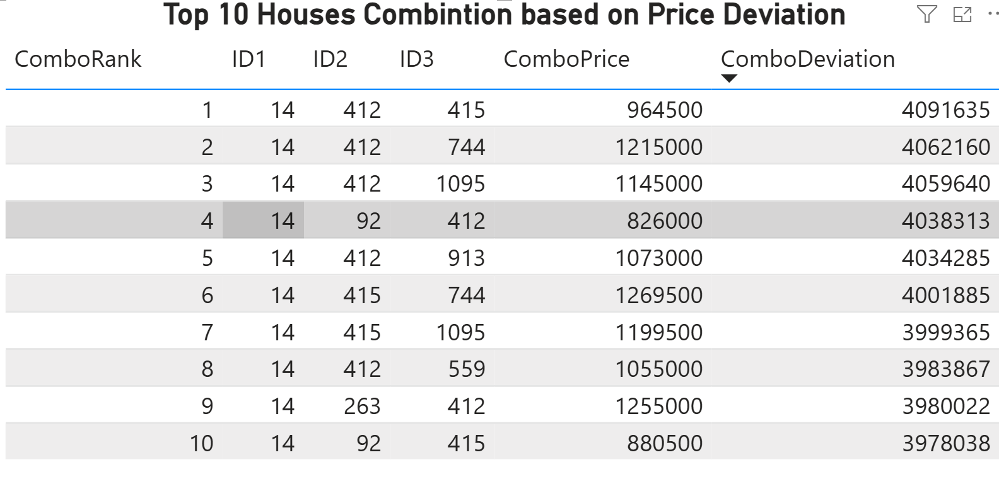 Top 10 Houses Combintion based on Price Deviation
ComboRank ID1 ID2 ID3 ComboPrice ComboDeviation
1 14 412 415 964500 4091635
2 14 412 744 1215000 4062160
3 14 412 1095 1145000 4059640
4 14 92 412 826000 4038313
5 14 412 913 1073000 4034285
6 14 415 744 1269500 4001885
7 14 415 1095 1199500 3999365
8 14 412 559 1055000 3983867
9 14 263 412 1255000 3980022
10 14 92 415 880500 3978038